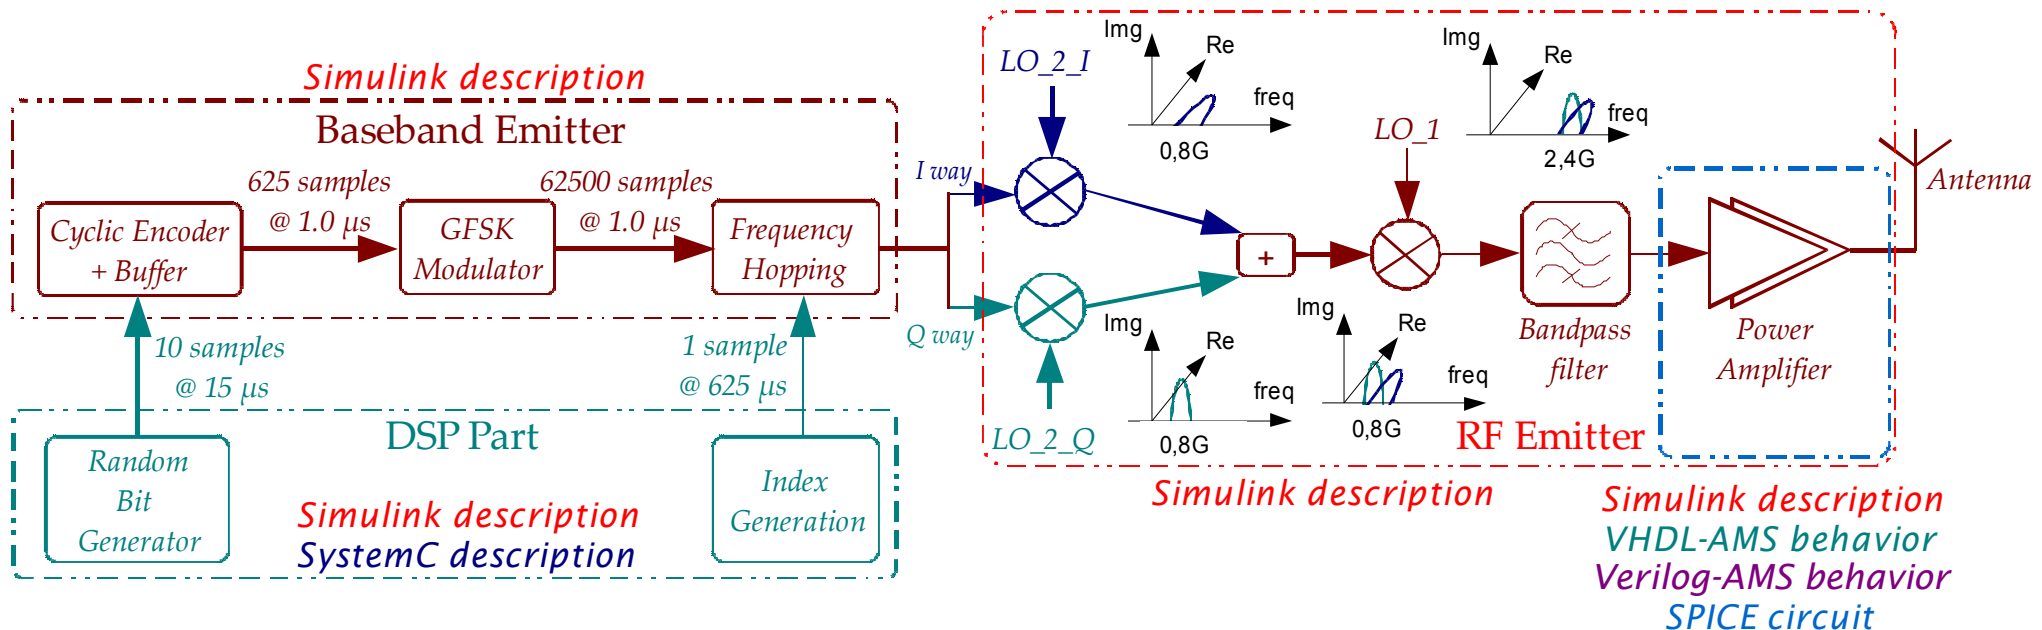 Simulink description
Baseband Emitter
625 samples
@ 1.0 µs
62500 samples
@ 1.0 µs
Cyclic Encoder
+ Buffer
GFSK
Modulator
Frequency
Hopping
10 samples
@ 15 µs
1 sample
@ 625 µs
DSP Part
Random
Bit
Generator
Index
Generation
Simulink description
SystemC description
I way
Q way
LO_2_I
LO_2_Q
Img
Re
freq
0,8G
Img
Re
freq
0,8G
+
Img
Re
freq
0,8G
LO_1
Img
Re
freq
2,4G
Bandpass
filter
Power
Amplifier
Antenna
RF Emitter
Simulink description
Simulink description
VHDL-AMS behavior
Verilog-AMS behavior
SPICE circuit